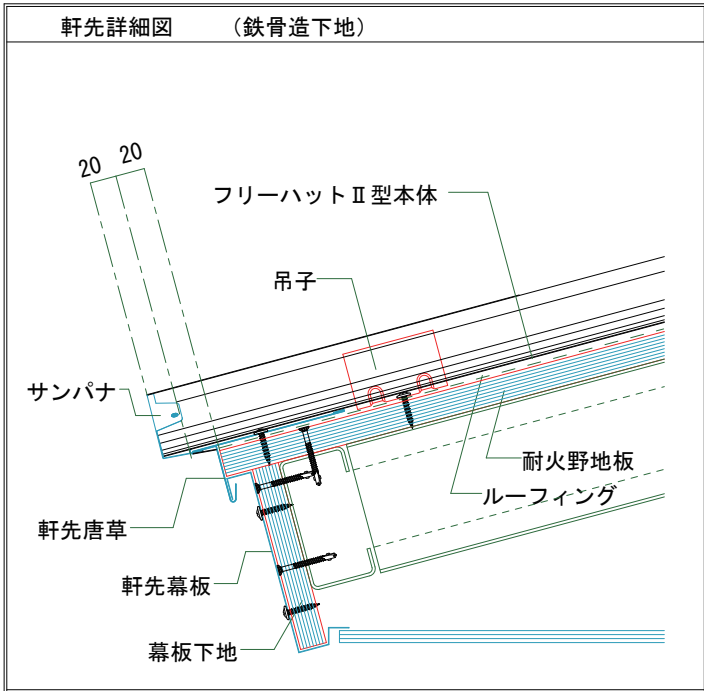 軒先詳細図 （鉄骨造下地）
20 20
フリーハットⅡ型本体
吊子
サンパナ
耐火野地板
ルーフィング
軒先唐草
軒先幕板
幕板下地